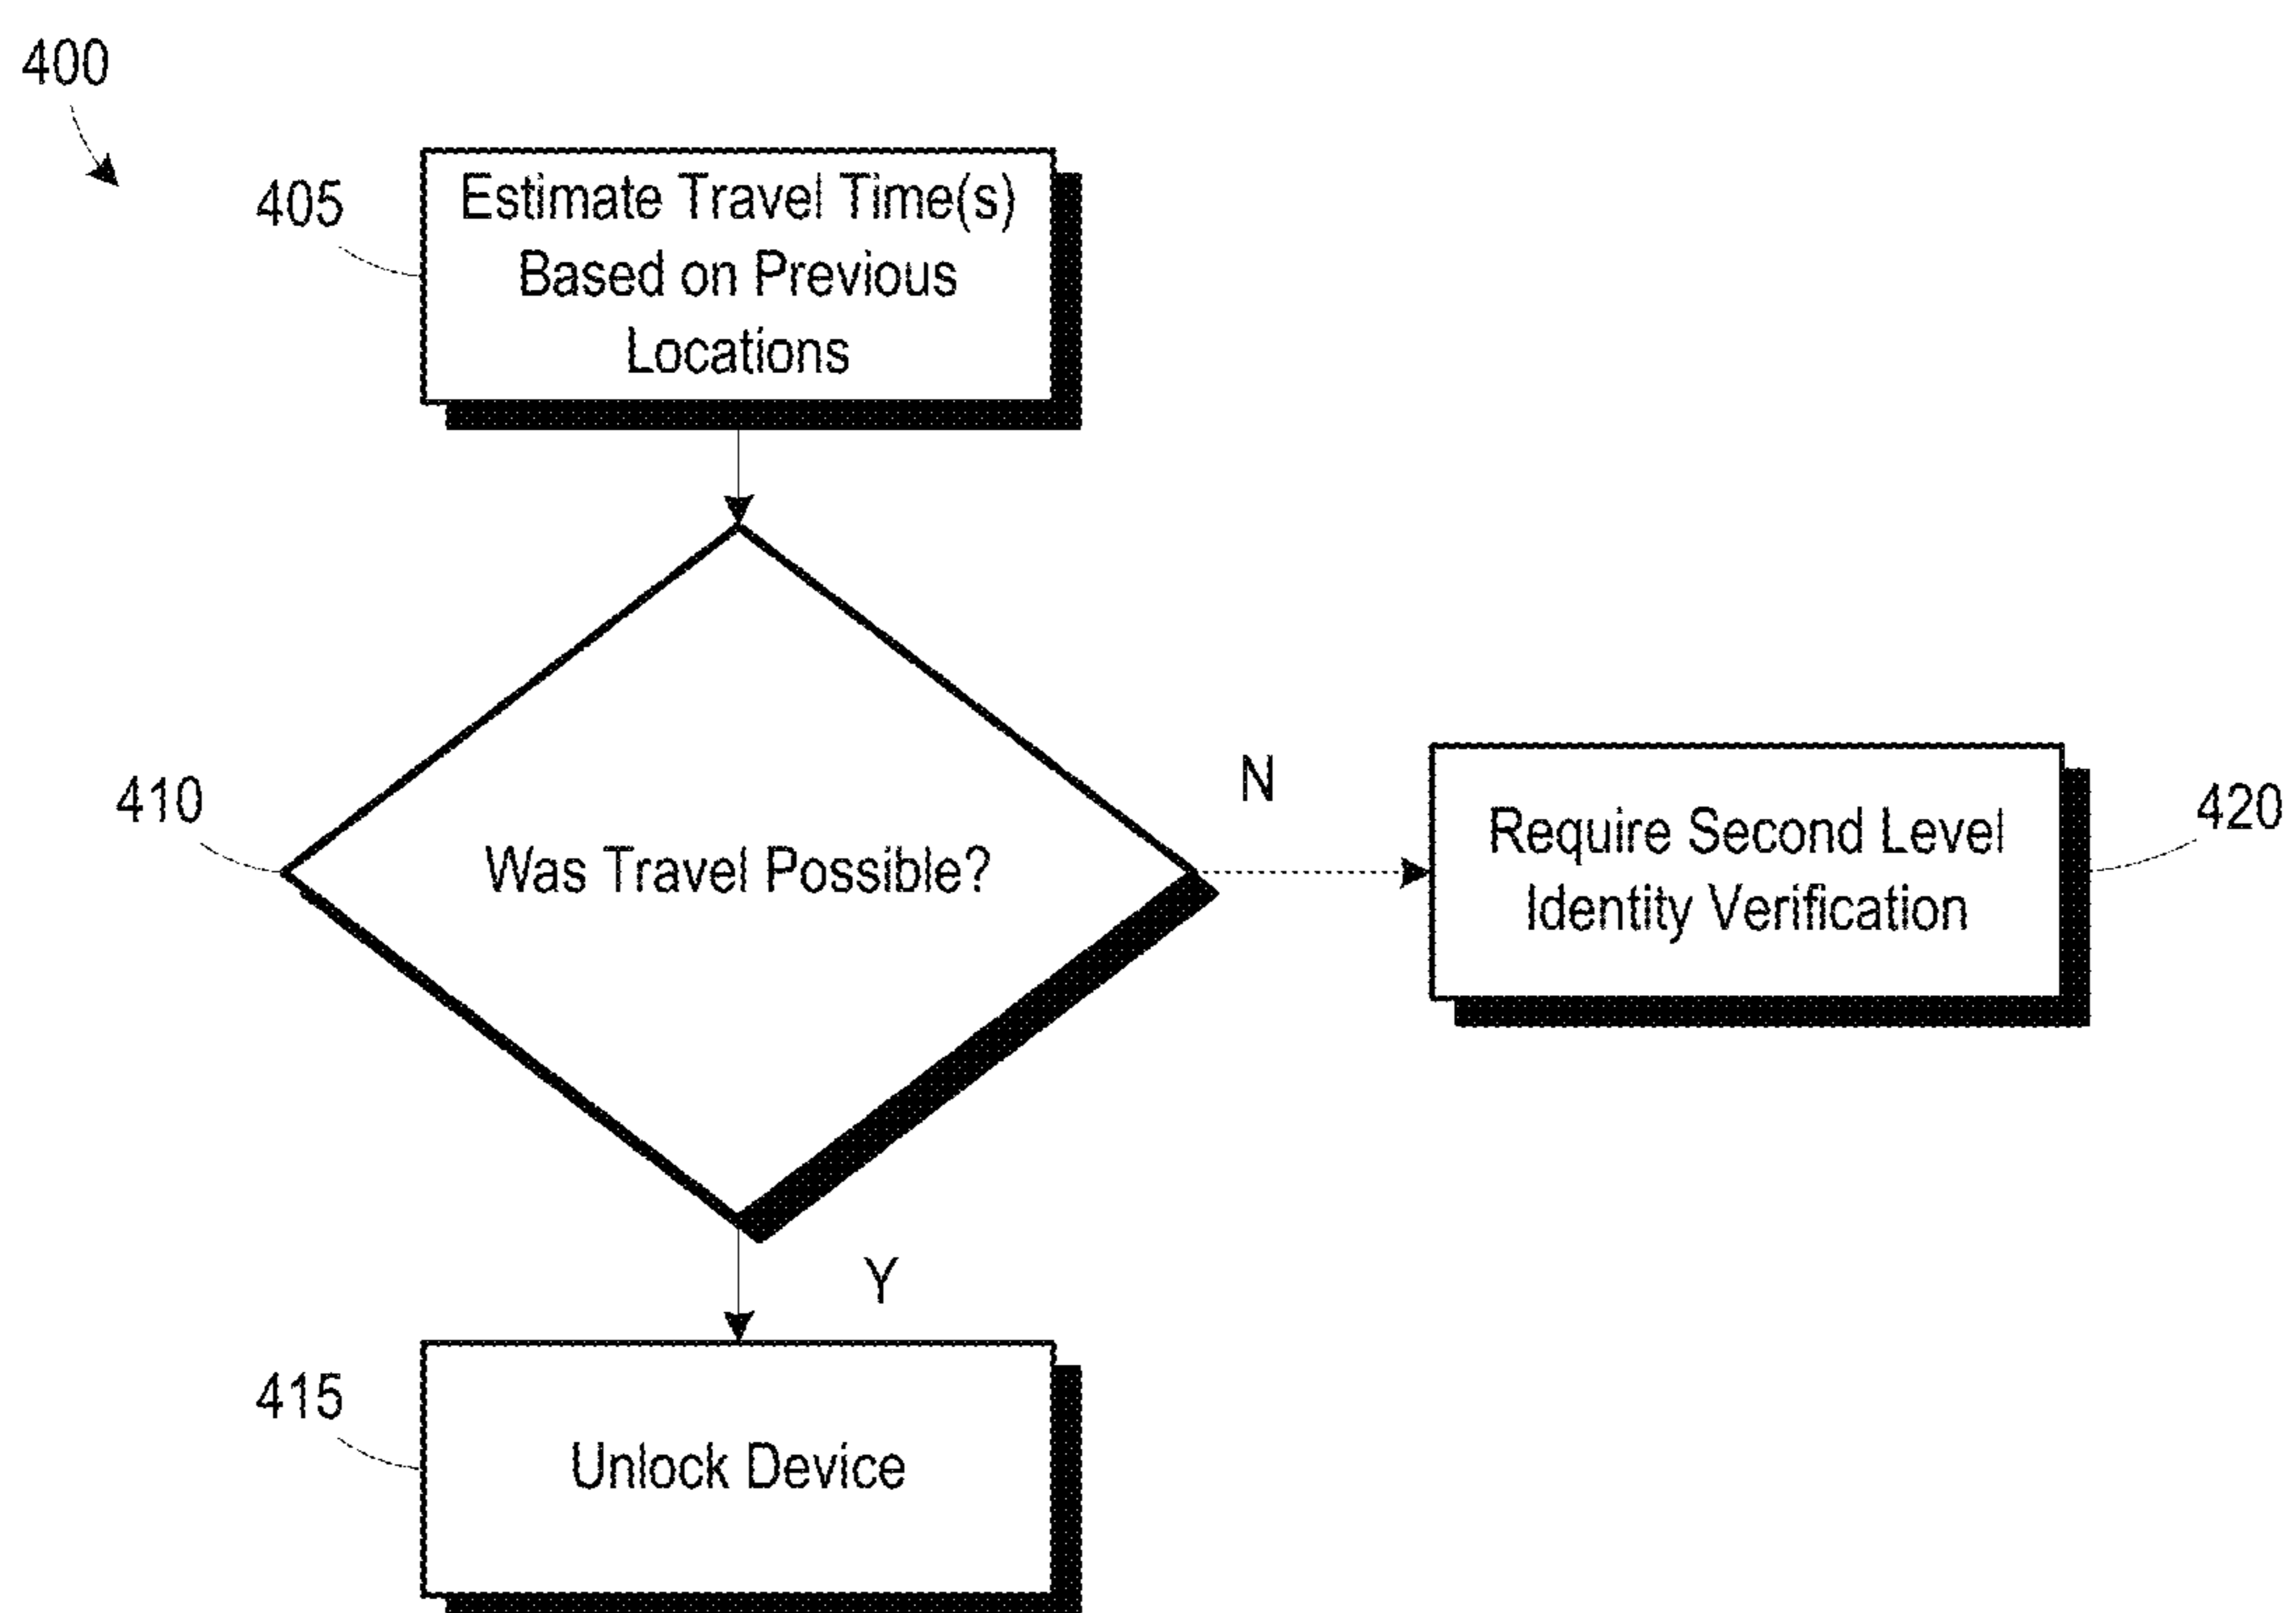 400
405
Estimate Travel Time(s)
Based on Previous
Locations
410
Was Travel Possible?
N
Require Second Level
Identity Verification
420
Y
415
Unlock Device